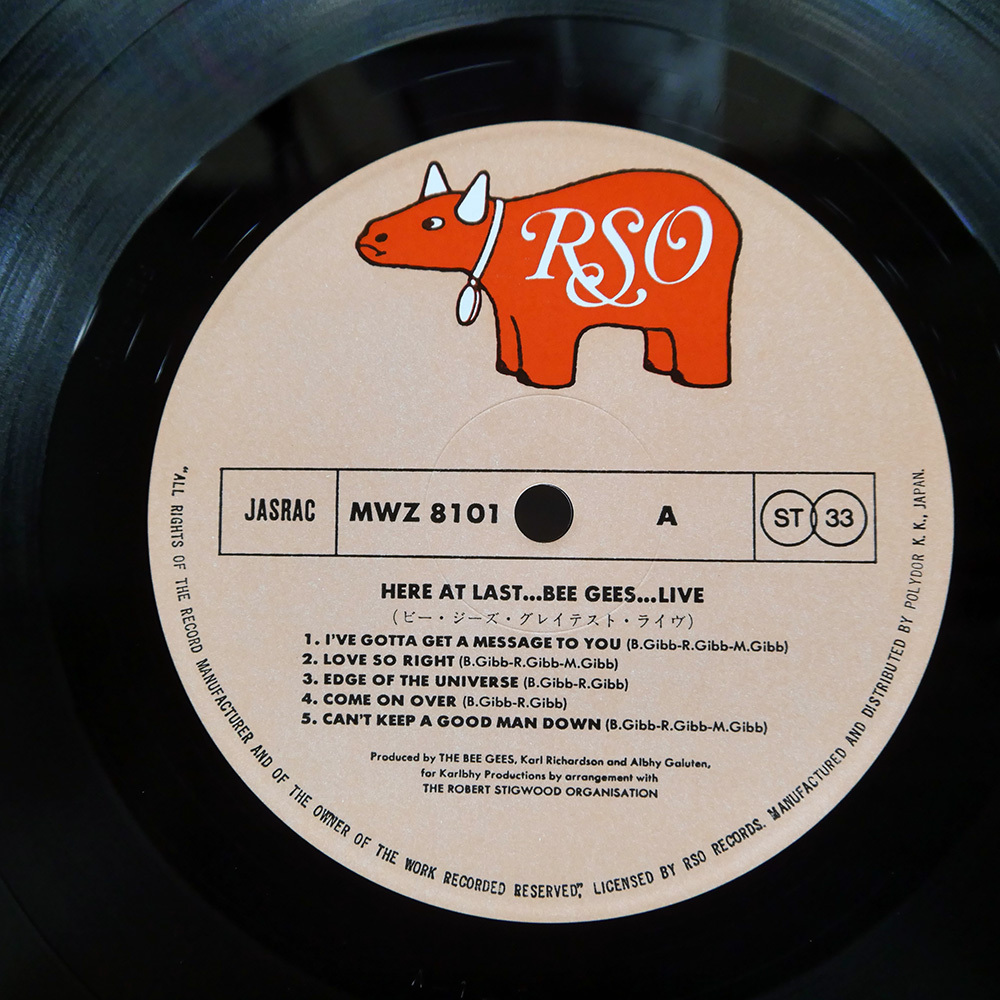 RSO
JASRAC
MWZ 8101
A
ST 33
HERE AT LAST...BEE GEES...LIVE
(ビー・ジーズ・グレイテスト・ライヴ)
1. I'VE GOTTA GET A MESSAGE TO YOU (B.Gibb-R.Gibb-M.Gibb)
2. LOVE SO RIGHT (B.Gibb-R.Gibb-M.Gibb)
3. EDGE OF THE UNIVERSE (B.Gibb-R.Gibb)
4. COME ON OVER (B.Gibb-R.Gibb)
5. CAN'T KEEP A GOOD MAN DOWN (B.Gibb-R.Gibb-M.Gibb)
Produced by THE BEE GEES, Karl Richardson and Albhy Galuten,
for Karlbhy Productions by arrangement with
THE ROBERT STIGWOOD ORGANISATION
"ALL RIGHTS OF THE RECORD MANUFACTURER AND OF THE OWNER OF THE WORK RECORDED RESERVED," LICENSED BY RSO RECORDS. MANUFACTURED AND DISTRIBUTED BY POLYDOR K. K., JAPAN.